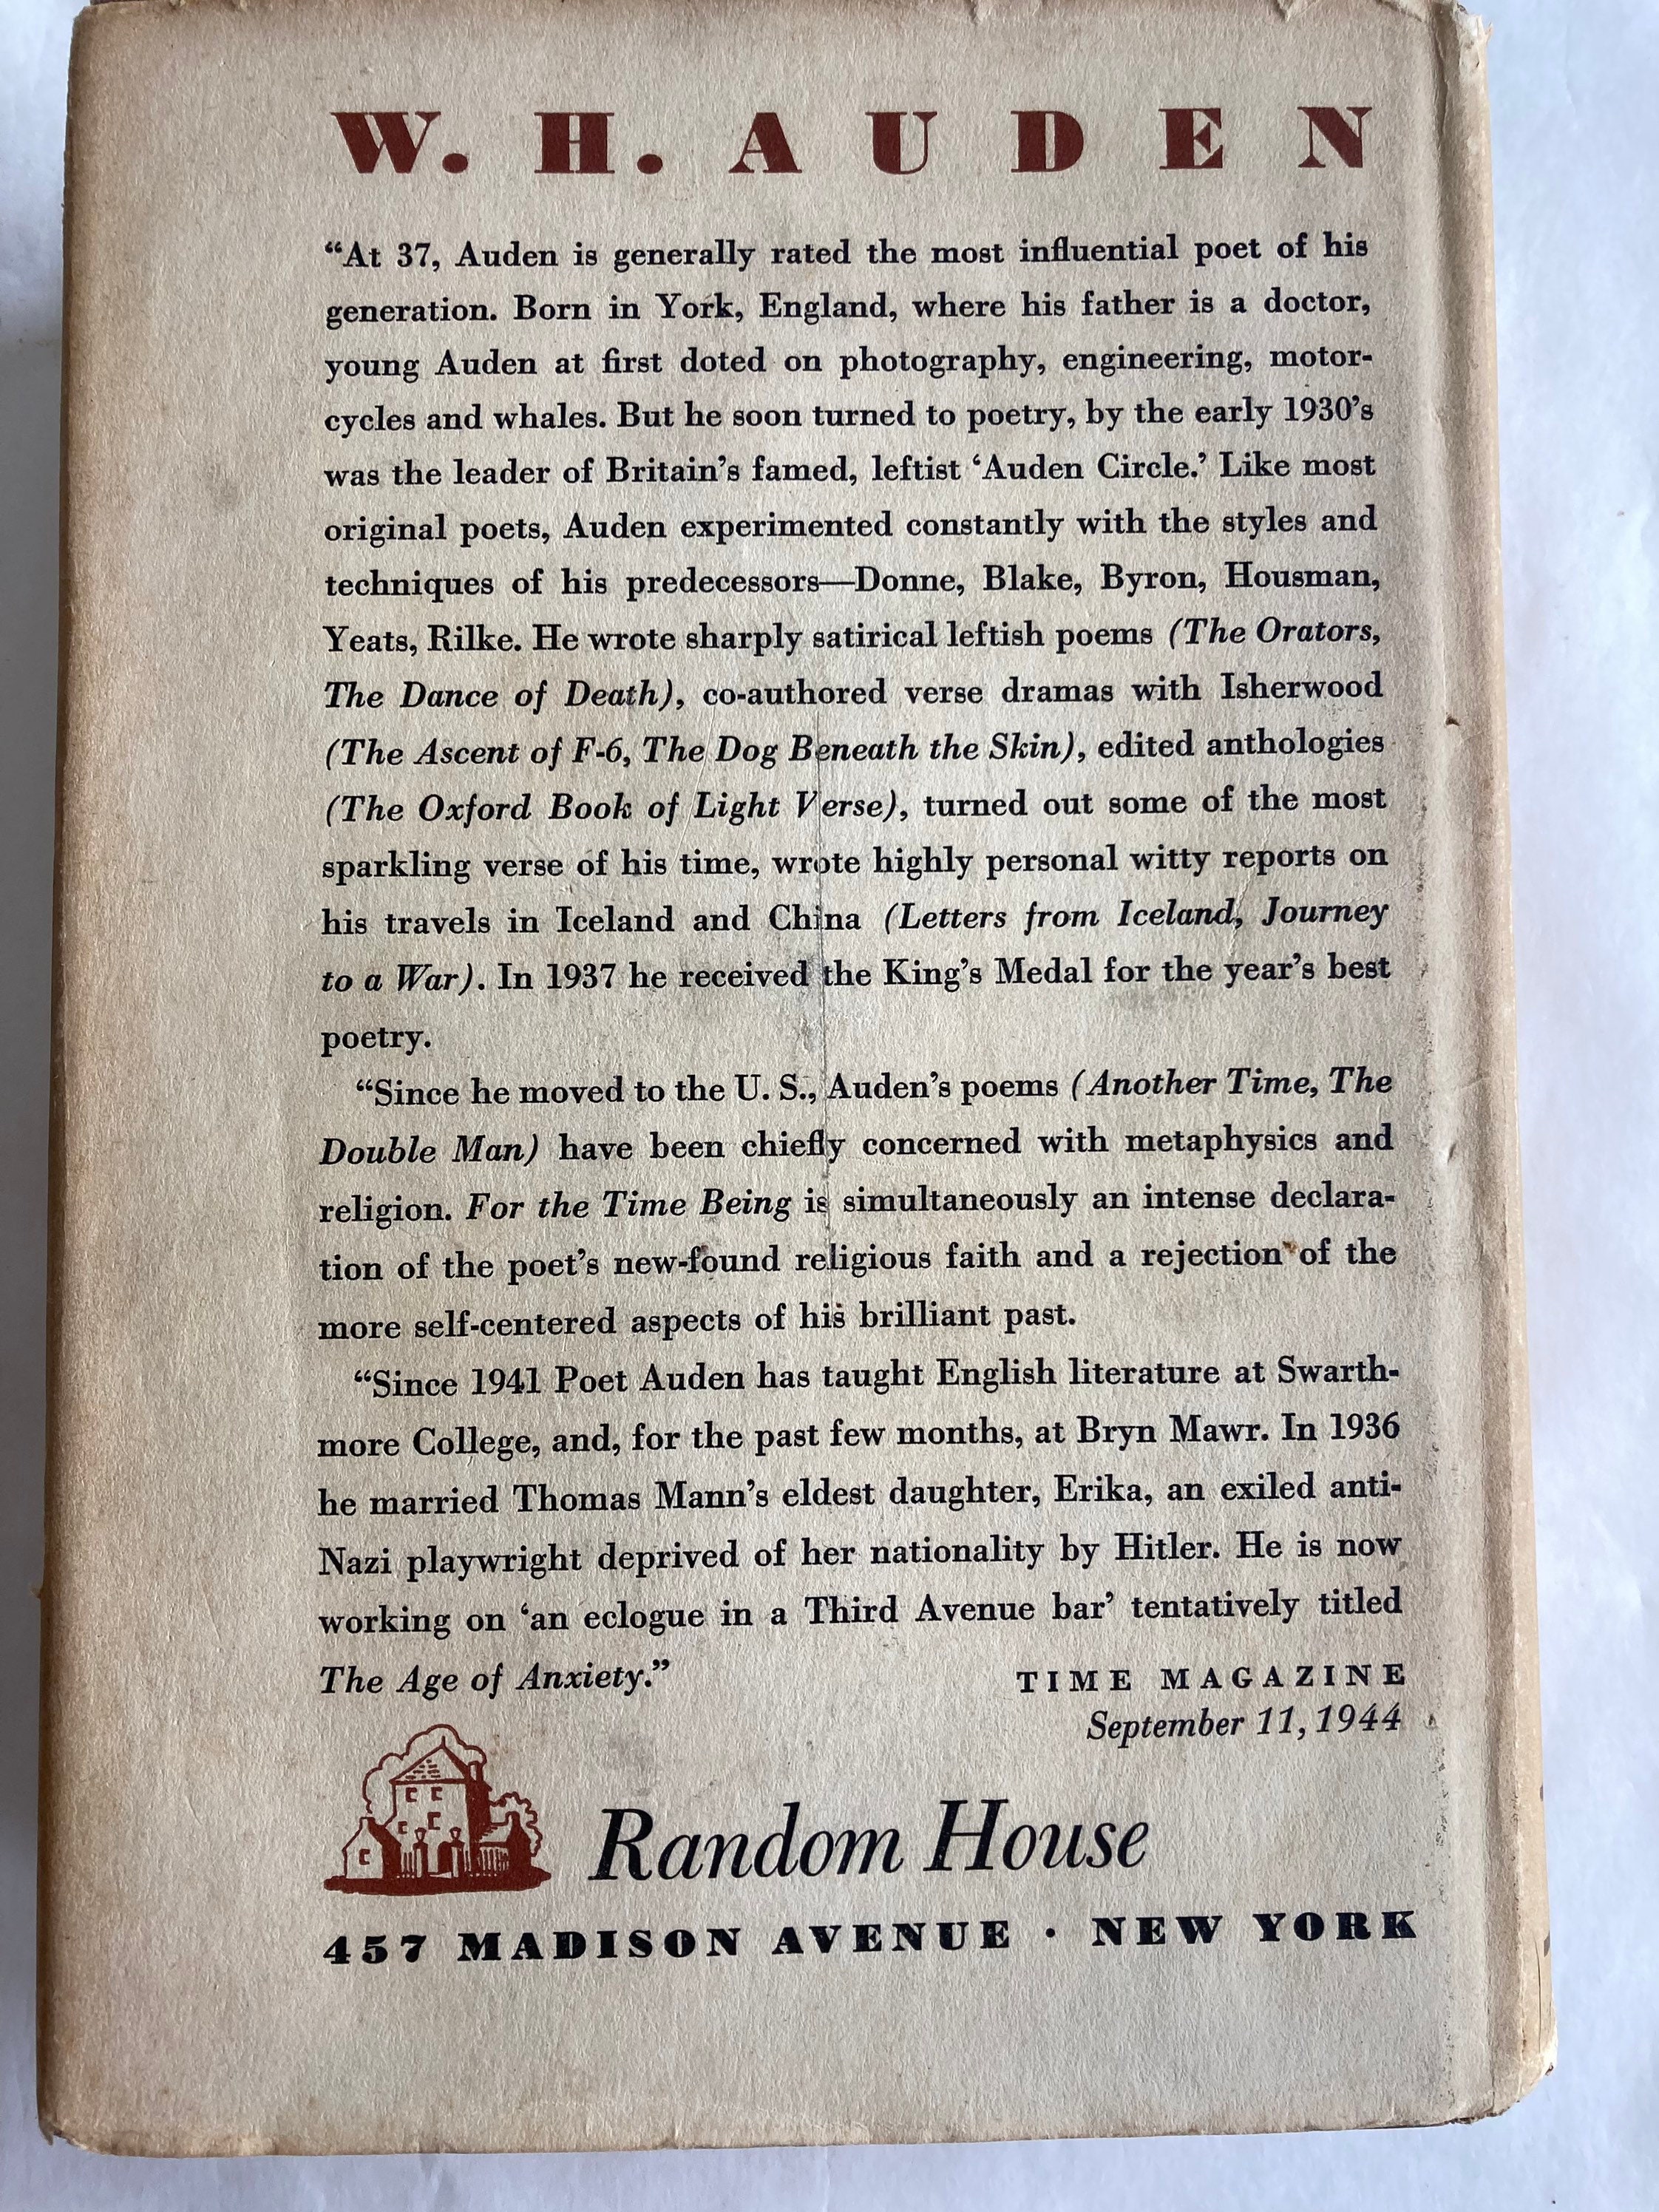 W. H. AUDEN
“At 37, Auden is generally rated the most influential poet of his
generation. Born in York, England, where his father is a doctor,
young Auden at first doted on photography, engineering, motor-
cycles and whales. But he soon turned to poetry, by the early 1930’s
was the leader of Britain’s famed, leftist ‘Auden Circle.’ Like most
original poets, Auden experimented constantly with the styles and
techniques of his predecessors—Donne, Blake, Byron, Housman,
Yeats, Rilke. He wrote sharply satirical leftish poems (The Orators,
The Dance of Death), co-authored verse dramas with Isherwood
(The Ascent of F-6, The Dog Beneath the Skin), edited anthologies
(The Oxford Book of Light Verse), turned out some of the most
sparkling verse of his time, wrote highly personal witty reports on
his travels in Iceland and China (Letters from Iceland, Journey
to a War). In 1937 he received the King’s Medal for the year’s best
poetry.
“Since he moved to the U. S., Auden’s poems (Another Time, The
Double Man) have been chiefly concerned with metaphysics and
religion. For the Time Being is simultaneously an intense declara-
tion of the poet’s new-found religious faith and a rejection of the
more self-centered aspects of his brilliant past.
“Since 1941 Poet Auden has taught English literature at Swarth-
more College, and, for the past few months, at Bryn Mawr. In 1936
he married Thomas Mann’s eldest daughter, Erika, an exiled anti-
Nazi playwright deprived of her nationality by Hitler. He is now
working on ‘an eclogue in a Third Avenue bar’ tentatively titled
The Age of Anxiety.”
TIME MAGAZINE
September 11, 1944
Random House
457 MADISON AVENUE · NEW YORK